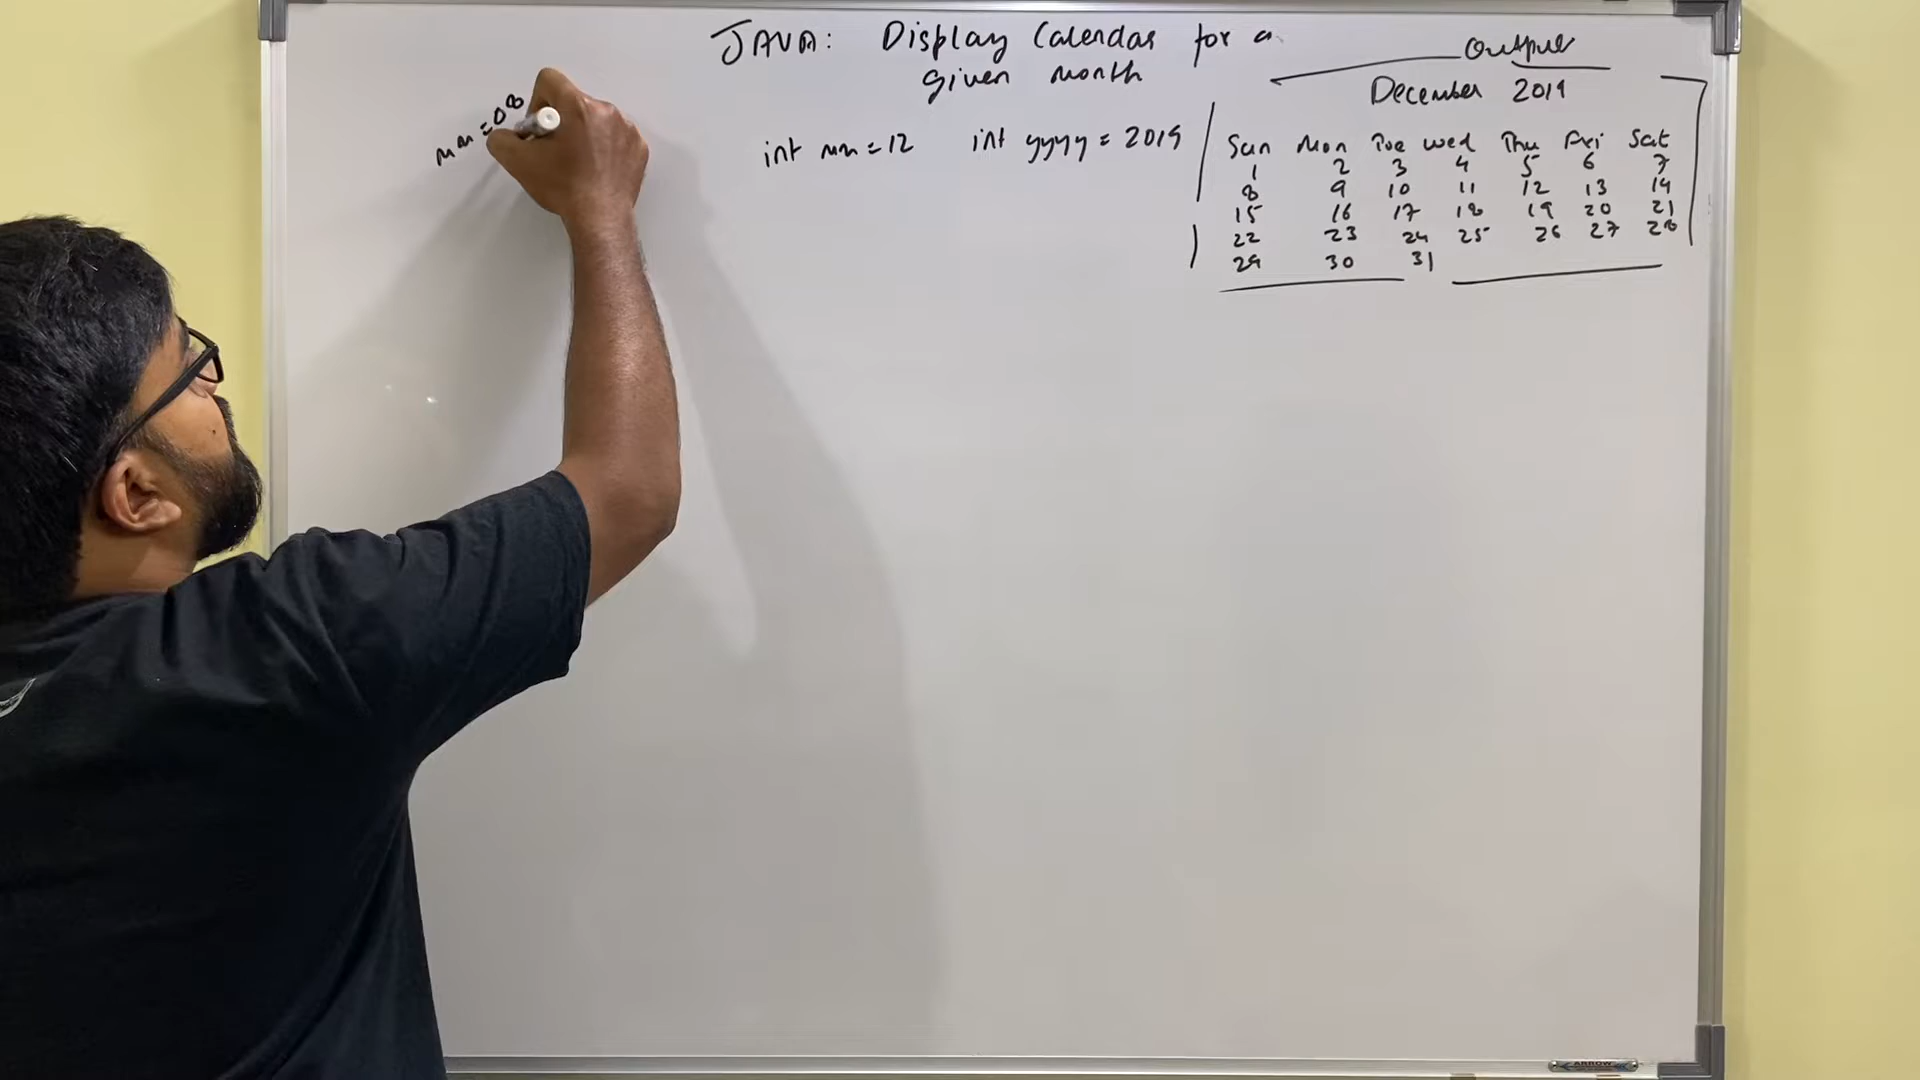 JAVA: Display Calendar for a
given month
mm = 08
int mm = 12 int yyyy = 2019
Output
December 2019
Sun Mon Tue Wed Thu Fri Sat
1 2 3 4 5 6 7
8 9 10 11 12 13 14
15 16 17 18 19 20 21
22 23 24 25 26 27 28
29 30 31
ARROW